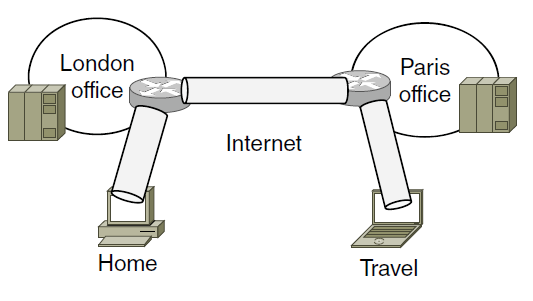 London
office
Paris
office
Internet
Home
Travel